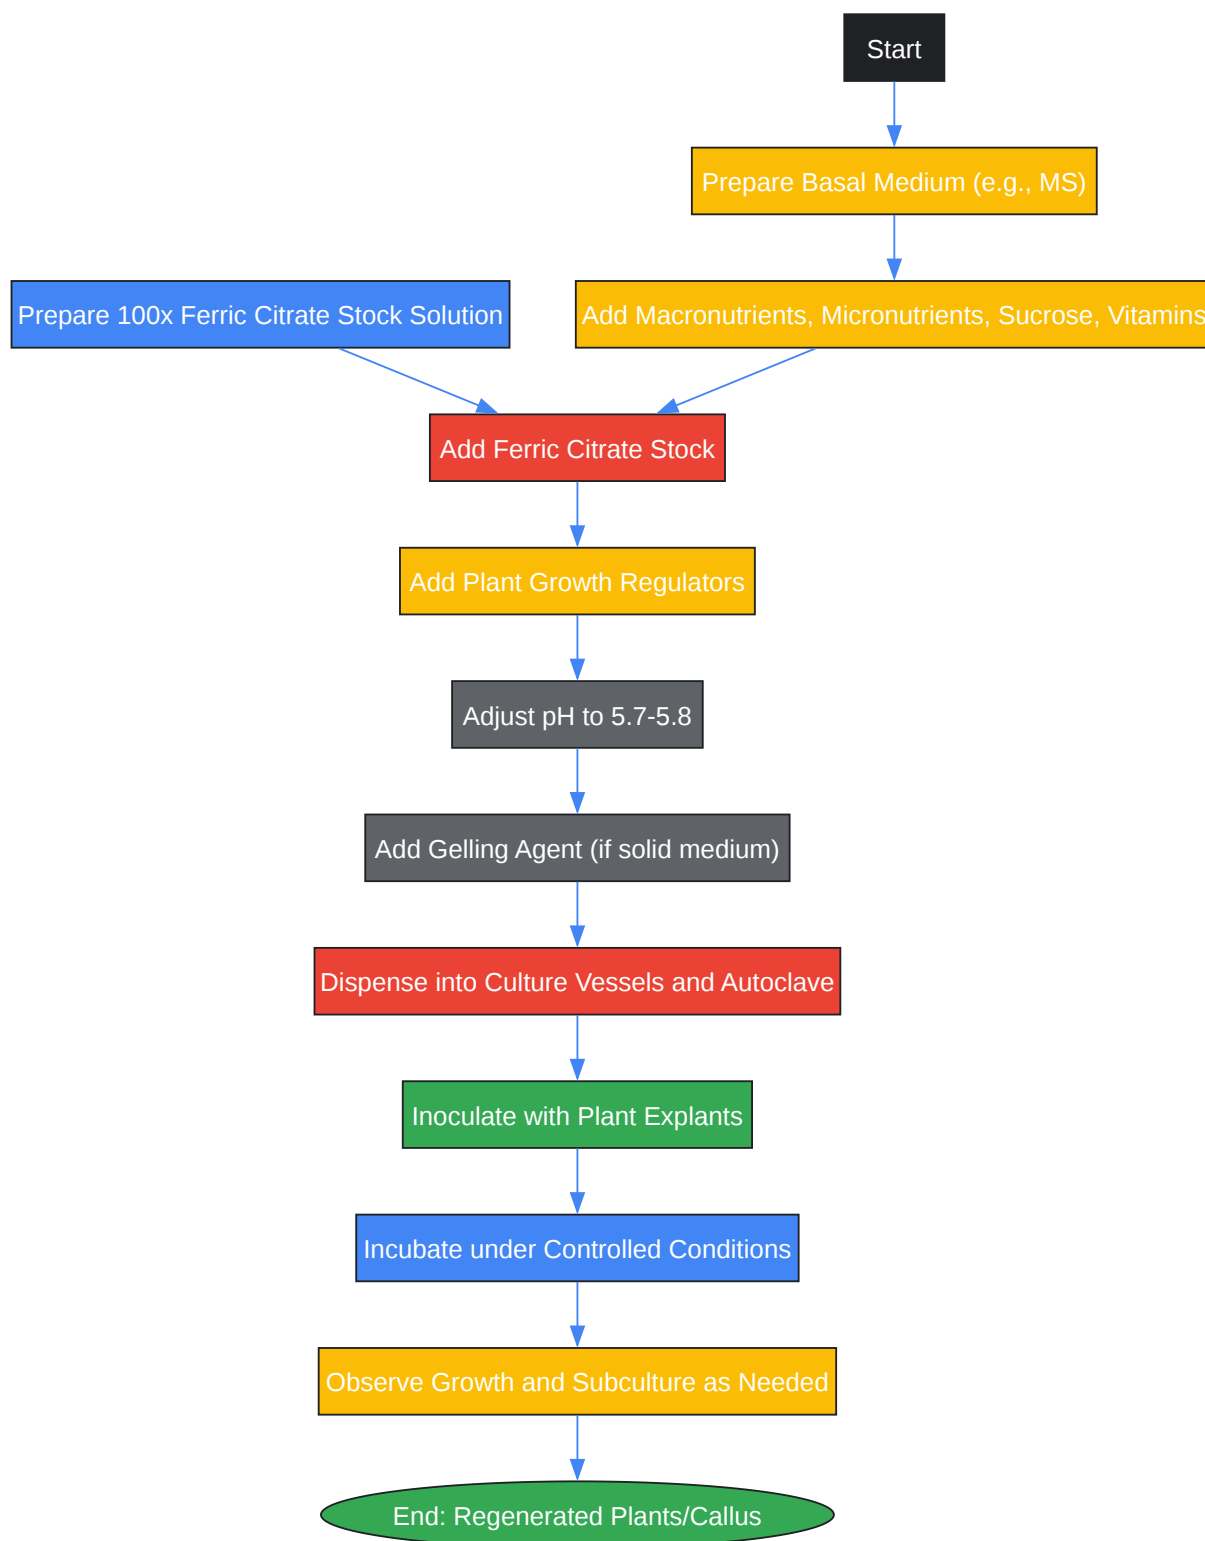 Start
Prepare Basal Medium (e.g., MS)
Prepare 100x Ferric Citrate Stock Solution
Add Macronutrients, Micronutrients, Sucrose, Vitamins
Add Ferric Citrate Stock
Add Plant Growth Regulators
Adjust pH to 5.7-5.8
Add Gelling Agent (if solid medium)
Dispense into Culture Vessels and Autoclave
Inoculate with Plant Explants
Incubate under Controlled Conditions
Observe Growth and Subculture as Needed
End: Regenerated Plants/Callus